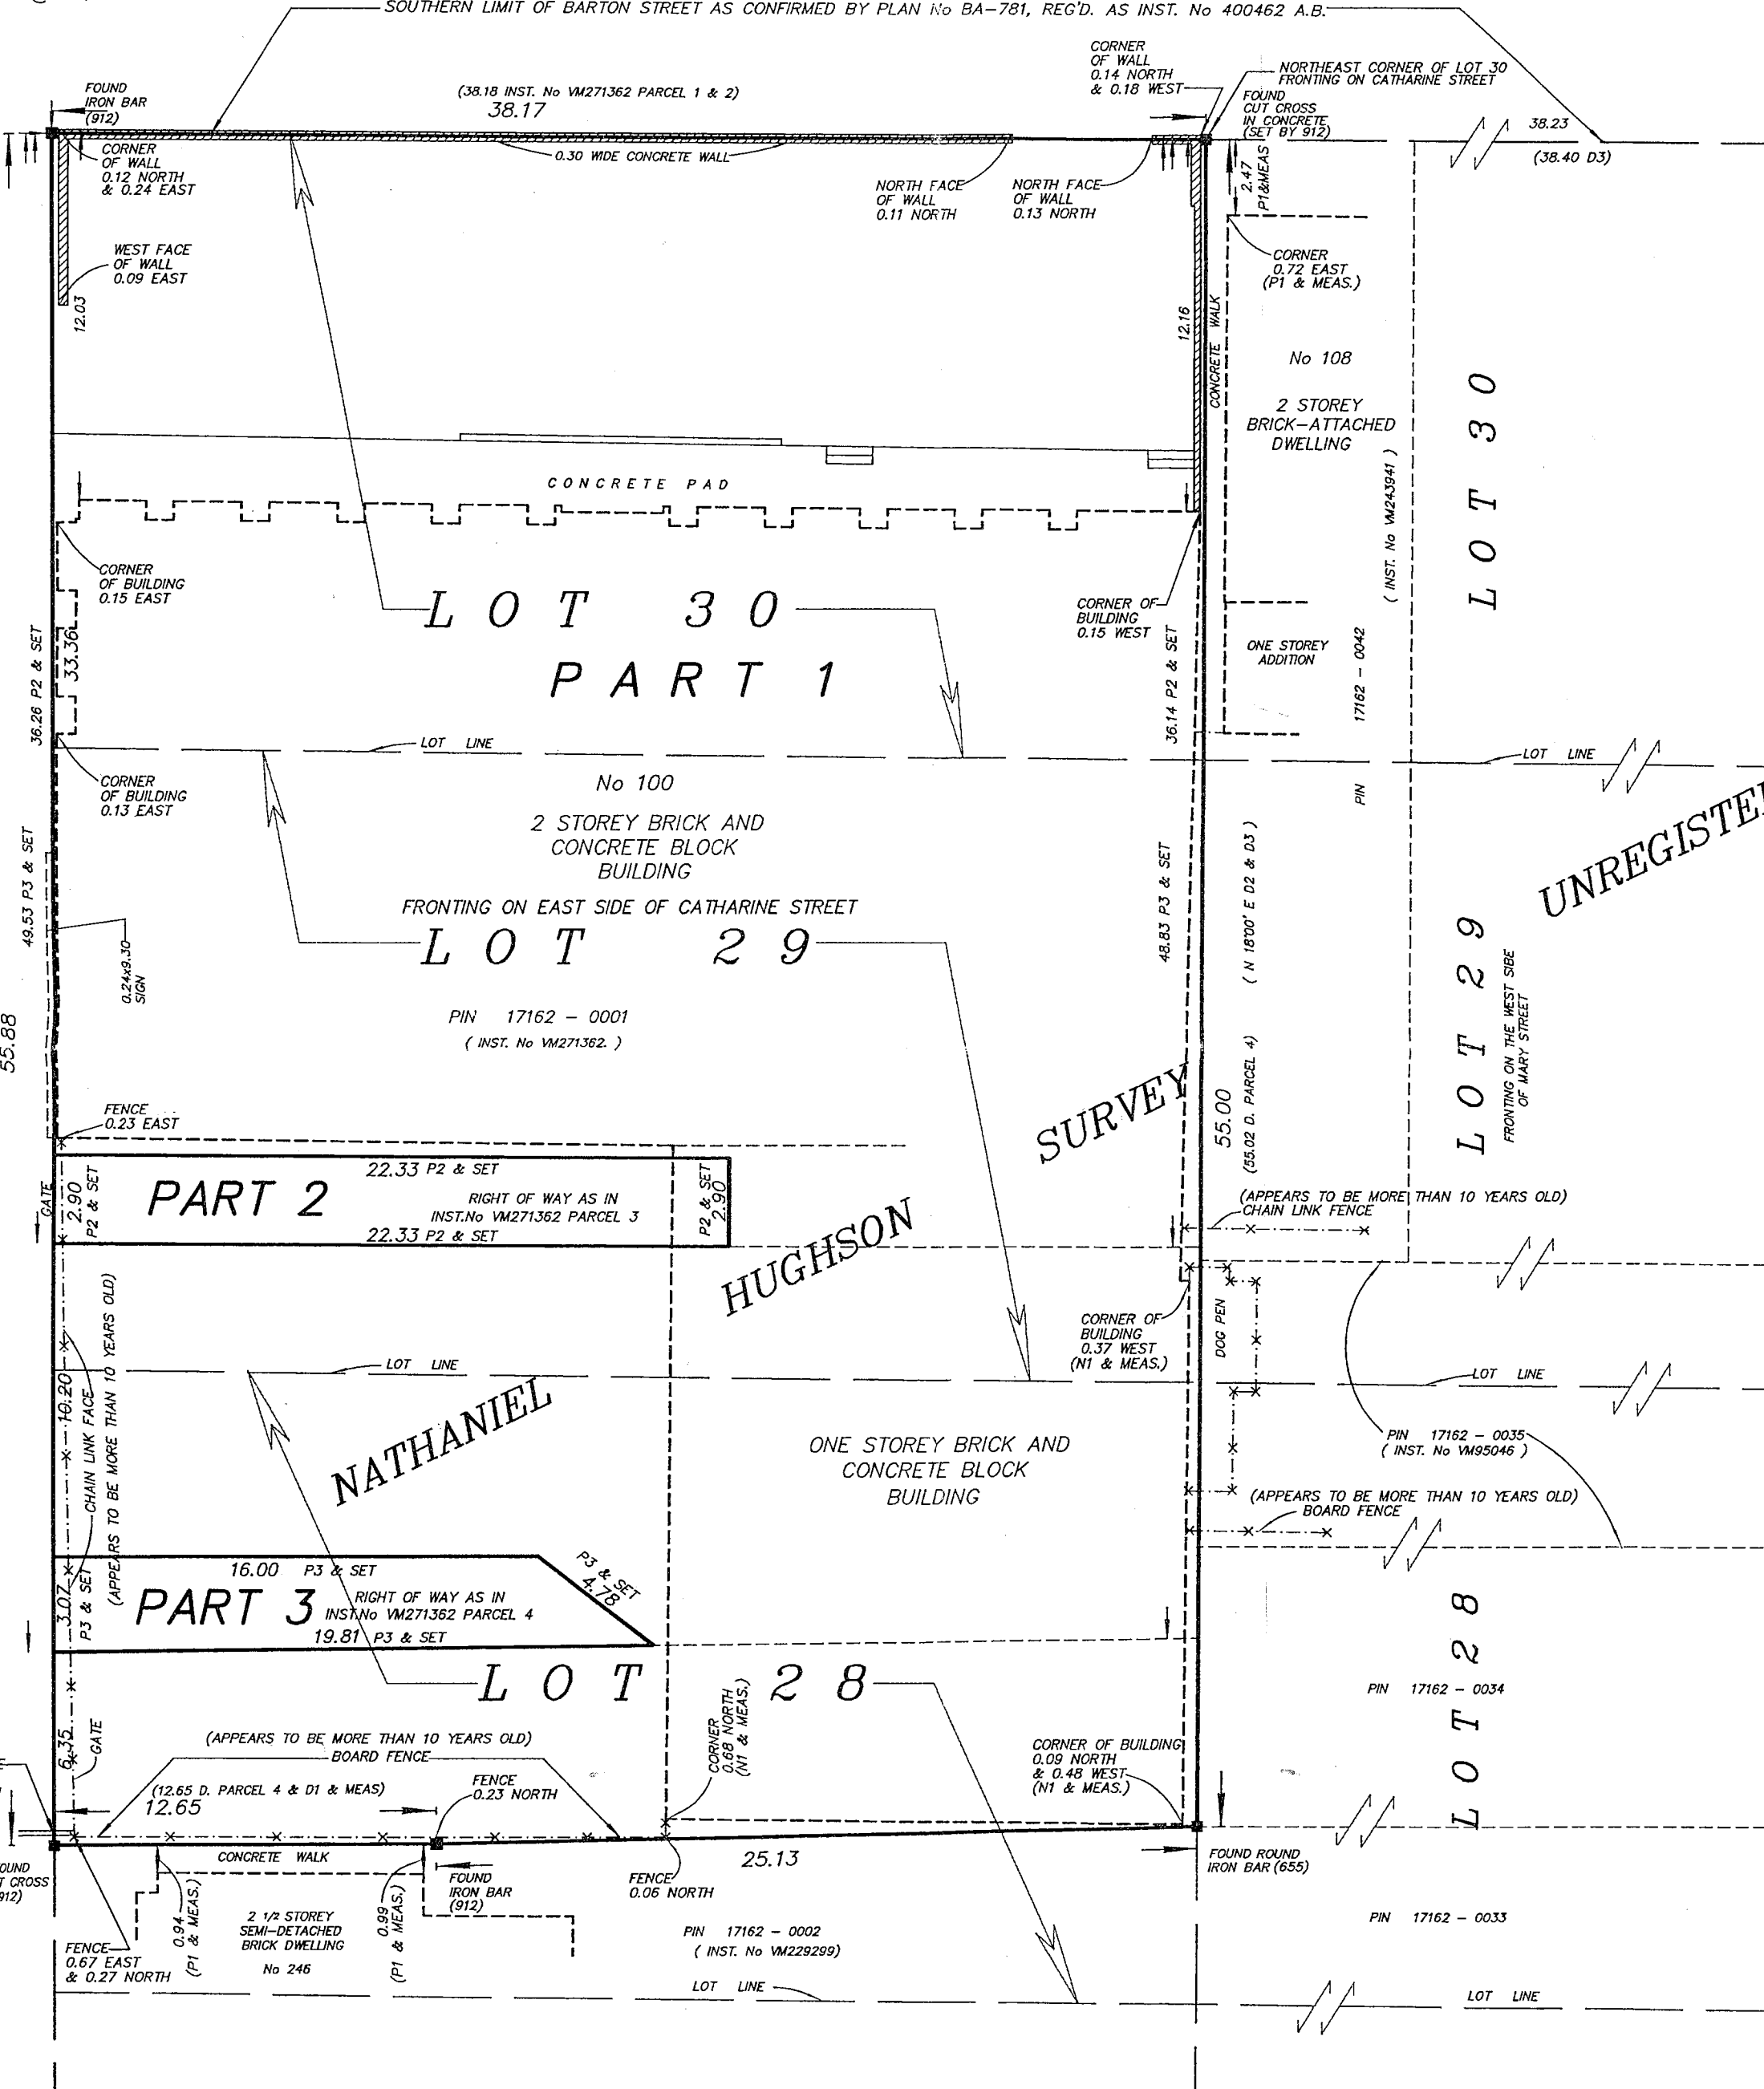 SOUTHERN LIMIT OF BARTON STREET AS CONFIRMED BY PLAN No BA-781, REG'D. AS INST. No 400462 A.B.
FOUND
IRON BAR
(912)
(38.18 INST. No VM271362 PARCEL 1 & 2)
38.17
CORNER
OF WALL
0.14 NORTH
& 0.18 WEST
NORTHEAST CORNER OF LOT 30
FRONTING ON CATHARINE STREET
FOUND
CUT CROSS
IN CONCRETE
(SET BY 912)
38.23
(38.40 D3)
CORNER
OF WALL
0.12 NORTH
& 0.24 EAST
0.30 WIDE CONCRETE WALL
NORTH FACE
OF WALL
0.11 NORTH
NORTH FACE
OF WALL
0.13 NORTH
2.47
P1&MEAS
WEST FACE
OF WALL
0.09 EAST
12.03
12.16
CONCRETE WALK
CORNER
0.72 EAST
(P1 & MEAS.)
No 108
2 STOREY
BRICK-ATTACHED
DWELLING
( INST. No VM243941 )
LOT 30
CONCRETE PAD
CORNER
OF BUILDING
0.15 EAST
LOT 30
CORNER OF
BUILDING
0.15 WEST
36.26 P2 & SET
33.36
PART 1
36.14 P2 & SET
ONE STOREY
ADDITION
PIN 17162 - 0042
LOT LINE
LOT LINE
CORNER
OF BUILDING
0.13 EAST
No 100
2 STOREY BRICK AND
CONCRETE BLOCK
BUILDING
FRONTING ON EAST SIDE OF CATHARINE STREET
LOT 29
49.53 P3 & SET
0.24x9.30
SIGN
48.83 P3 & SET
( N 18°00' E D2 & D3 )
UNREGISTE
LOT 29
FRONTING ON THE WEST SIBE
OF MARY STREET
55.88
PIN 17162 - 0001
( INST. No VM271362. )
SURVEY
55.00
(55.02 D. PARCEL 4)
FENCE
0.23 EAST
GATE
2.90
P2 & SET
PART 2
22.33 P2 & SET
RIGHT OF WAY AS IN
INST.No VM271362 PARCEL 3
22.33 P2 & SET
P2 & SET
2.90
(APPEARS TO BE MORE THAN 10 YEARS OLD)
CHAIN LINK FENCE
HUGHSON
CORNER OF
BUILDING
0.37 WEST
(N1 & MEAS.)
DOG PEN
LOT LINE
LOT LINE
10.20
CHAIN LINK FACE
(APPEARS TO BE MORE THAN 10 YEARS OLD)
NATHANIEL
ONE STOREY BRICK AND
CONCRETE BLOCK
BUILDING
PIN 17162 - 0035
( INST. No VM95046 )
(APPEARS TO BE MORE THAN 10 YEARS OLD)
BOARD FENCE
3.07
P3 & SET
PART 3
16.00 P3 & SET
RIGHT OF WAY AS IN
INST.No VM271362 PARCEL 4
19.81 P3 & SET
P3 & SET
4.78
LOT 28
LOT 28
PIN 17162 - 0034
6.35
GATE
(APPEARS TO BE MORE THAN 10 YEARS OLD)
BOARD FENCE
CORNER
0.68 NORTH
(N1 & MEAS.)
CORNER OF BUILDING
0.09 NORTH
& 0.48 WEST
(N1 & MEAS.)
(12.65 D. PARCEL 4 & D1 & MEAS)
12.65
FENCE
0.23 NORTH
CONCRETE WALK
25.13
FOUND ROUND
IRON BAR (655)
OUND
T CROSS
912)
FOUND
IRON BAR
(912)
FENCE
0.06 NORTH
0.94
(P1 & MEAS.)
0.99
(P1 & MEAS.)
2 1/2 STOREY
SEMI-DETACHED
BRICK DWELLING
No 246
FENCE
0.67 EAST
& 0.27 NORTH
PIN 17162 - 0002
( INST. No VM229299)
PIN 17162 - 0033
LOT LINE
LOT LINE